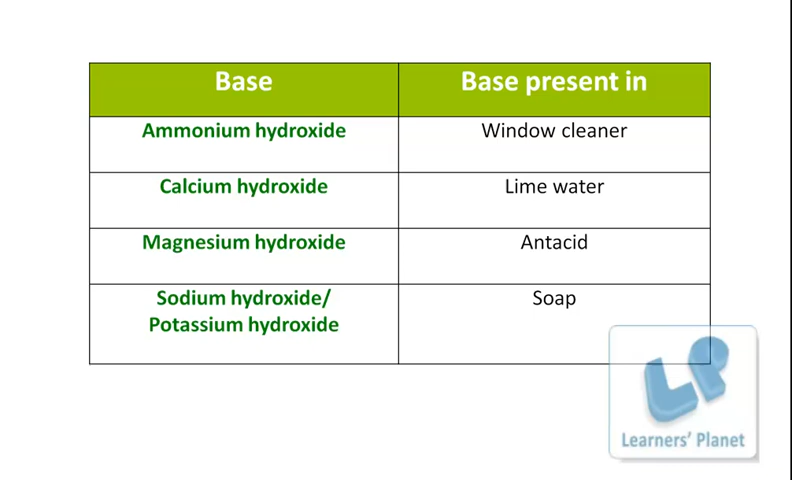 Base
Base present in
Ammonium hydroxide
Window cleaner
Calcium hydroxide
Lime water
Magnesium hydroxide
Antacid
Sodium hydroxide/
Potassium hydroxide
Soap
LP
Learners' Planet